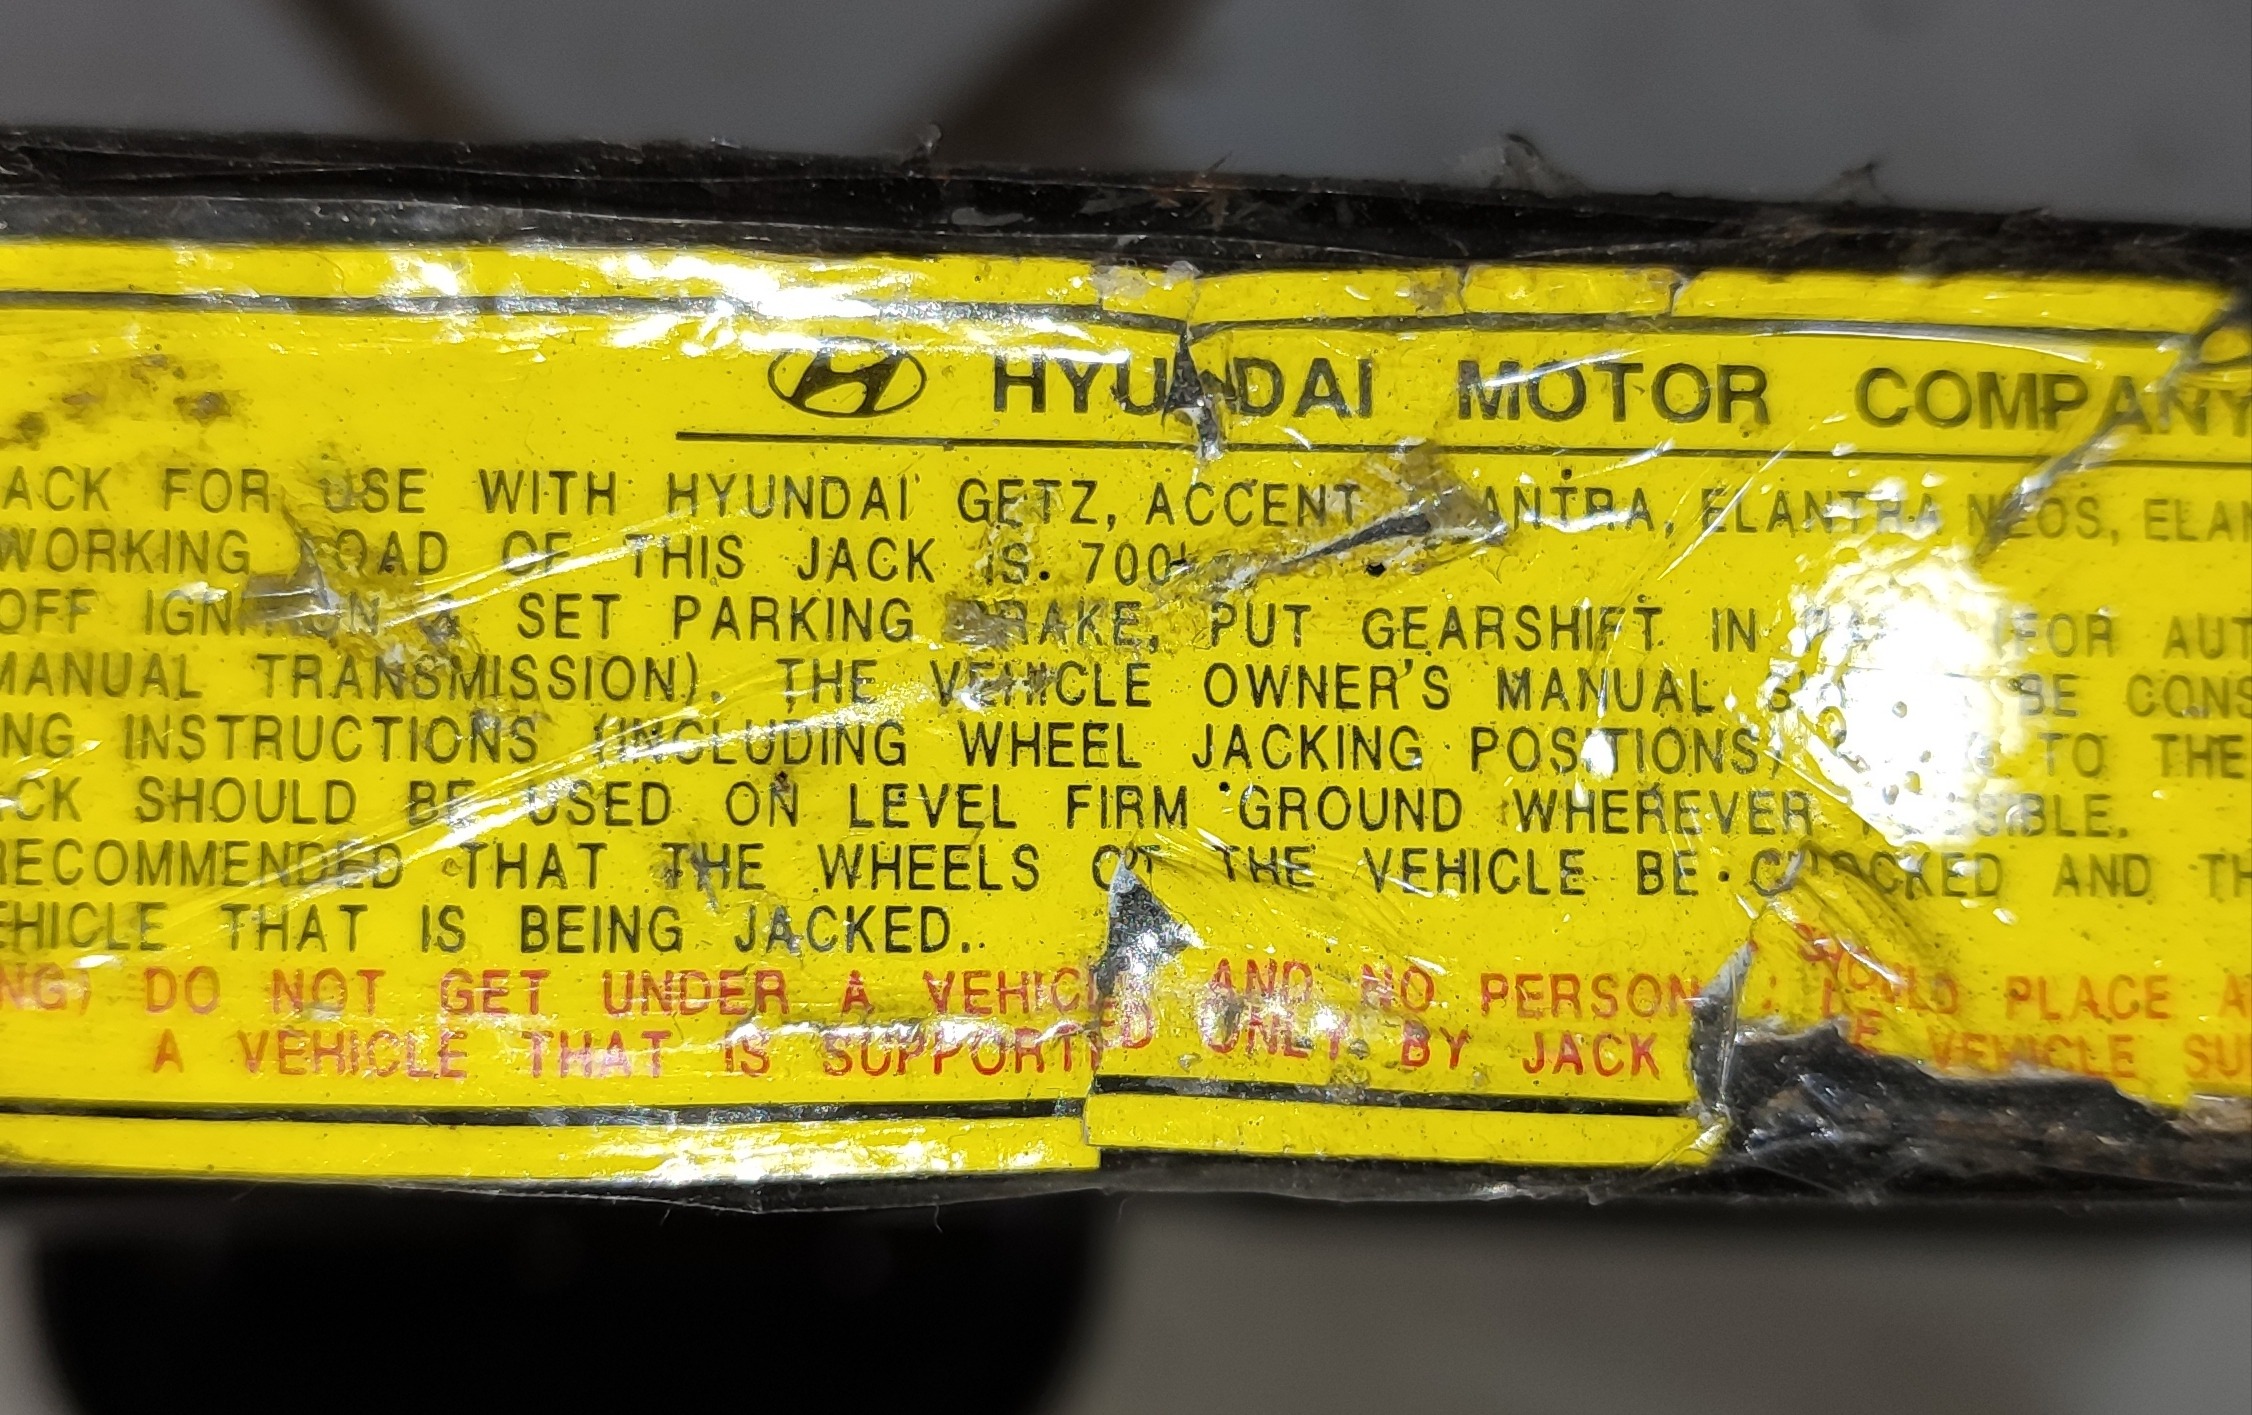 HYUNDAI MOTOR COMPANY
ACK FOR USE WITH HYUNDAI GETZ, ACCENT ANTRA, ELANTRA NEOS, ELAN
WORKING LOAD OF THIS JACK IS. 700
OFF IGNITION & SET PARKING BRAKE, PUT GEARSHIFT IN (FOR AUT
MANUAL TRANSMISSION). THE VEHICLE OWNER'S MANUAL BE CONS
NG INSTRUCTIONS (INCLUDING WHEEL JACKING POSITIONS) TO THE
CK SHOULD BE USED ON LEVEL FIRM GROUND WHEREVER POSSIBLE.
RECOMMENDED THAT THE WHEELS OT THE VEHICLE BE CHOCKED AND TH
EHICLE THAT IS BEING JACKED..
NG) DO NOT GET UNDER A VEHICLE AND NO PERSON SHOULD PLACE A
A VEHICLE THAT IS SUPPORTED ONLY BY JACK VEHICLE SU